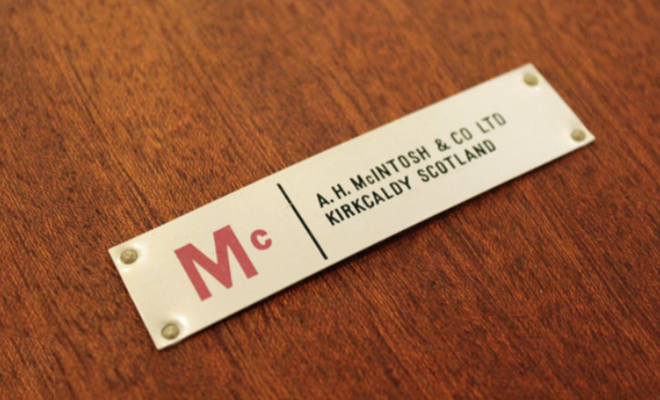 Mc
A. H. McINTOSH & CO LTD
KIRKCALDY SCOTLAND